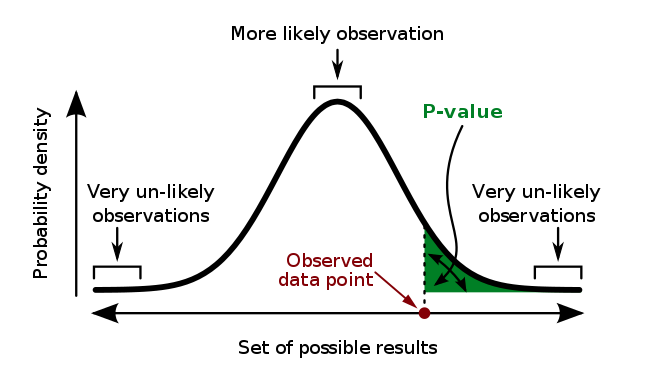 More likely observation
P-value
Probability density
Very un-likely
observations
Very un-likely
observations
Observed
data point
Set of possible results